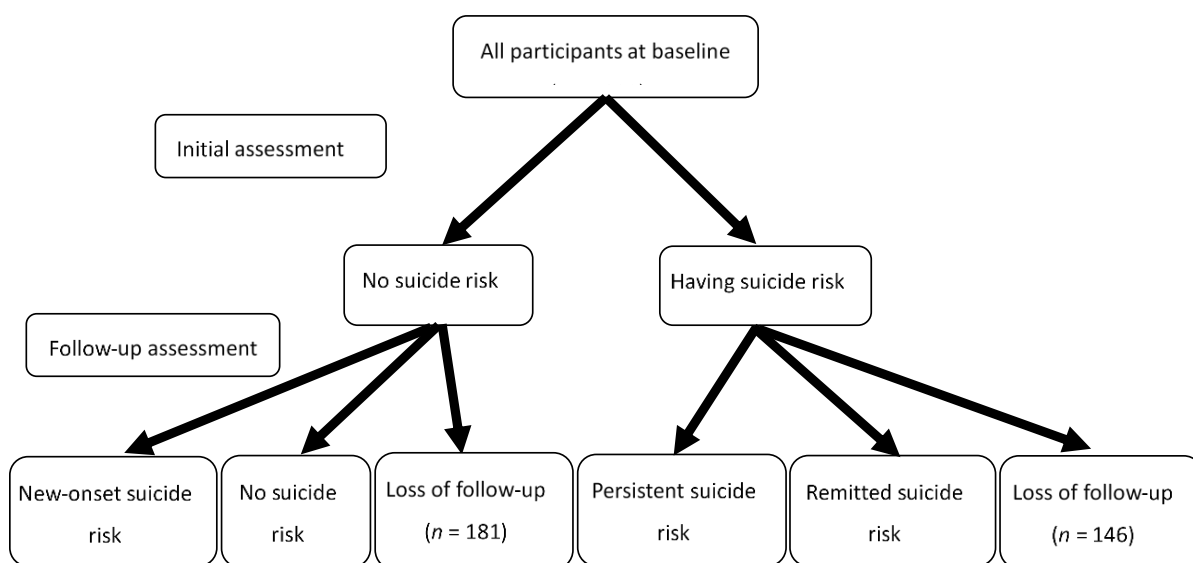 All participants at baseline
Initial assessment
No suicide risk
Having suicide risk
Follow-up assessment
New-onset suicide
risk
No suicide
risk
Loss of follow-up
(n = 181)
Persistent suicide
risk
Remitted suicide
risk
Loss of follow-up
(n = 146)